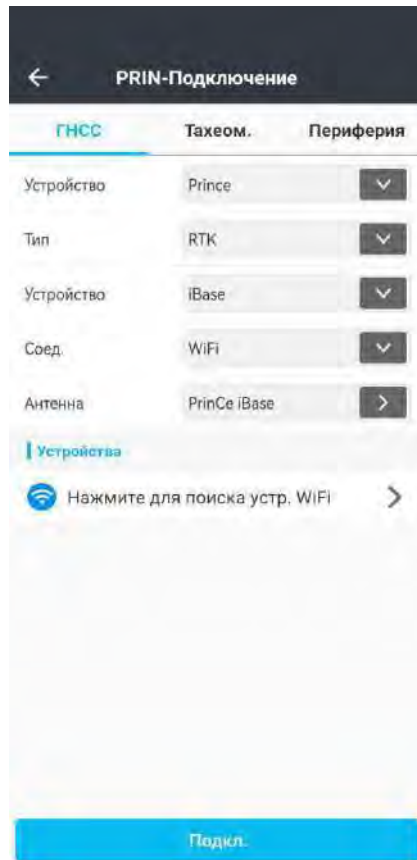 PRIN-Подключение
ГНСС Тахеом. Периферия
Устройство Prince
Тип RTK
Устройство iBase
Соед. WiFi
Антенна PrinCe iBase
Устройства
Нажмите для поиска устр. WiFi
Подкл.